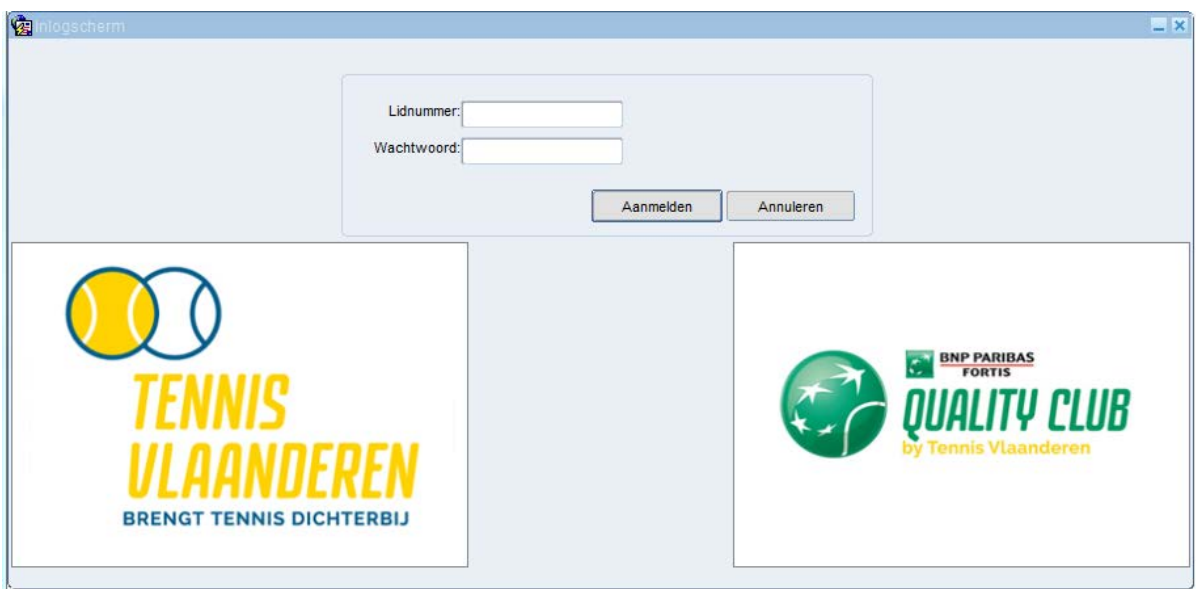 Inlogscherm
Lidnummer:
Wachtwoord:
Aanmelden Annuleren
TENNIS
VLAANDEREN
BRENGT TENNIS DICHTERBIJ
BNP PARIBAS
FORTIS
QUALITY CLUB
by Tennis Vlaanderen